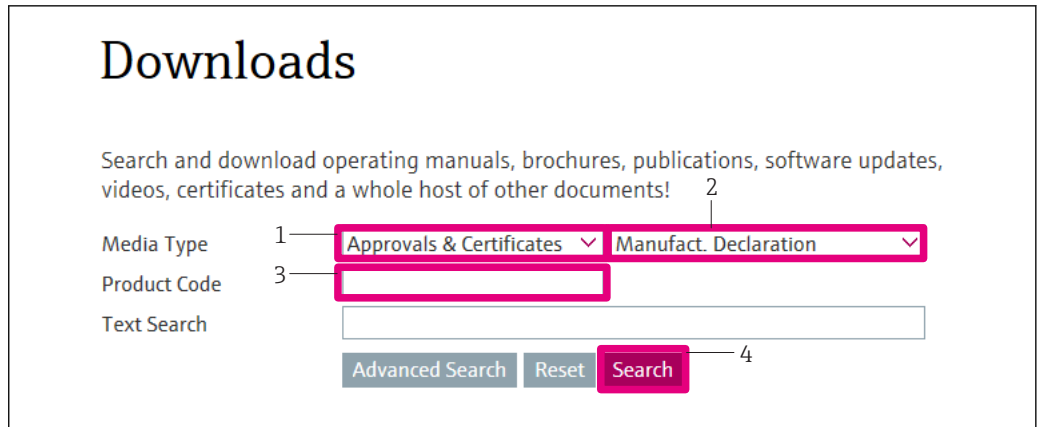 Downloads
Search and download operating manuals, brochures, publications, software updates,
videos, certificates and a whole host of other documents!
2
Media Type 1 Approvals & Certificates Manufact. Declaration
Product Code 3
Text Search
Advanced Search Reset Search 4